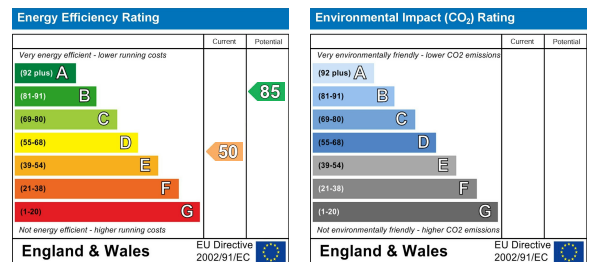 Energy Efficiency Rating
Current Potential
Very energy efficient - lower running costs
(92 plus) A
(81-91) B
85
(69-80) C
(55-68) D
50
(39-54) E
(21-38) F
(1-20) G
Not energy efficient - higher running costs
England & Wales
EU Directive
2002/91/EC
Environmental Impact (CO₂) Rating
Current Potential
Very environmentally friendly - lower CO2 emissions
(92 plus) A
(81-91) B
(69-80) C
(55-68) D
(39-54) E
(21-38) F
(1-20) G
Not environmentally friendly - higher CO2 emissions
England & Wales
EU Directive
2002/91/EC